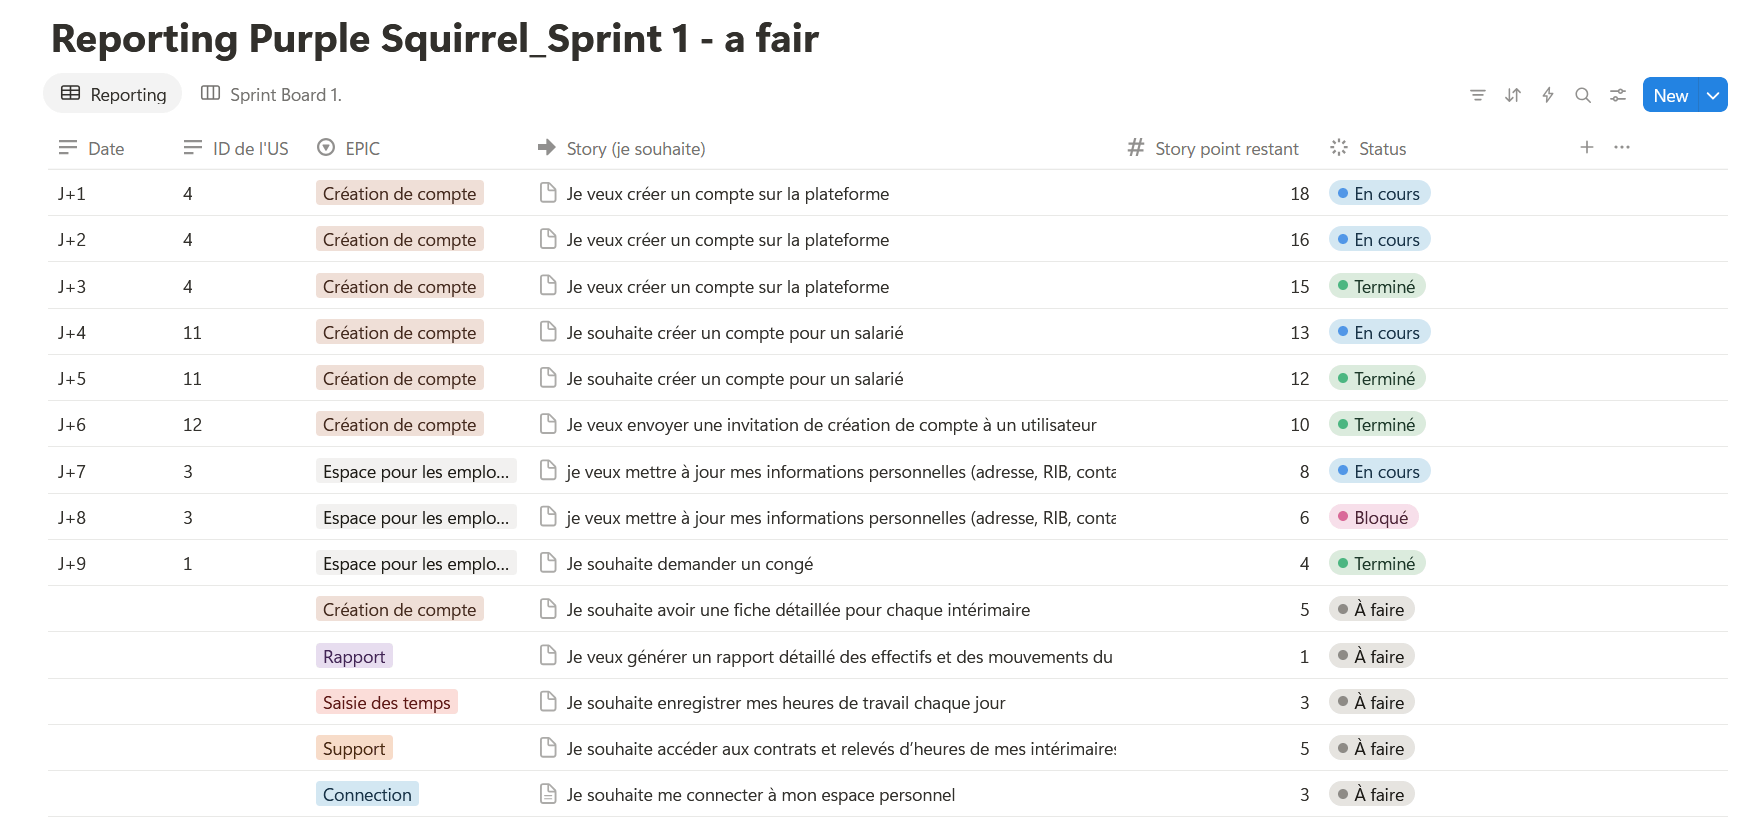 Reporting Purple Squirrel_Sprint 1 - a fair
Reporting Sprint Board 1.
New
Date ID de l'US EPIC Story (je souhaite) Story point restant Status
J+1 4 Création de compte Je veux créer un compte sur la plateforme 18 En cours
J+2 4 Création de compte Je veux créer un compte sur la plateforme 16 En cours
J+3 4 Création de compte Je veux créer un compte sur la plateforme 15 Terminé
J+4 11 Création de compte Je souhaite créer un compte pour un salarié 13 En cours
J+5 11 Création de compte Je souhaite créer un compte pour un salarié 12 Terminé
J+6 12 Création de compte Je veux envoyer une invitation de création de compte à un utilisateur 10 Terminé
J+7 3 Espace pour les emplo... je veux mettre à jour mes informations personnelles (adresse, RIB, conta 8 En cours
J+8 3 Espace pour les emplo... je veux mettre à jour mes informations personnelles (adresse, RIB, conta 6 Bloqué
J+9 1 Espace pour les emplo... Je souhaite demander un congé 4 Terminé
Création de compte Je souhaite avoir une fiche détaillée pour chaque intérimaire 5 À faire
Rapport Je veux générer un rapport détaillé des effectifs et des mouvements du 1 À faire
Saisie des temps Je souhaite enregistrer mes heures de travail chaque jour 3 À faire
Support Je souhaite accéder aux contrats et relevés d’heures de mes intérimaires 5 À faire
Connection Je souhaite me connecter à mon espace personnel 3 À faire